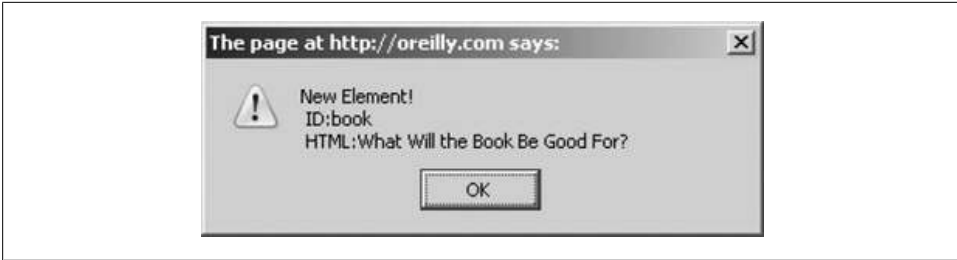 The page at http://oreilly.com says:
New Element!
ID:book
HTML:What Will the Book Be Good For?
OK